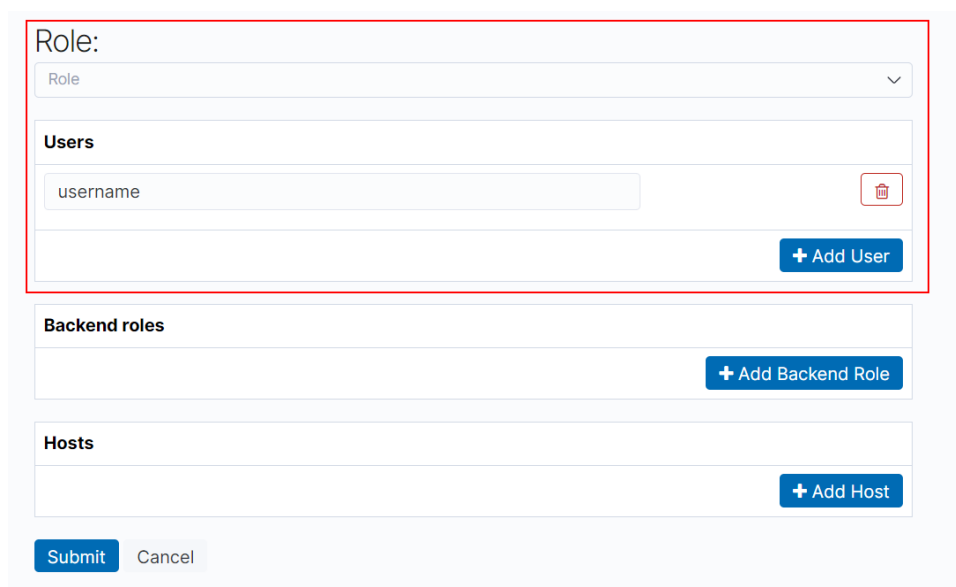 Role:
Role
Users
username
Add User
Backend roles
Add Backend Role
Hosts
Add Host
Submit Cancel